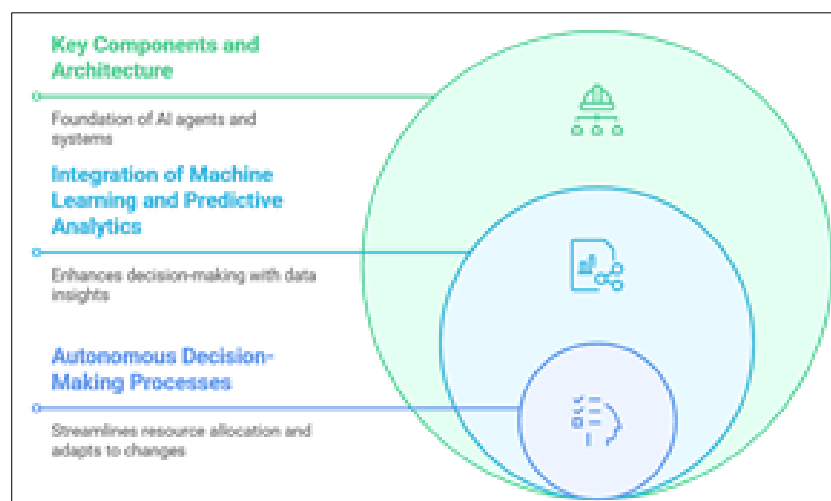 Key Components and
Architecture
Foundation of AI agents and
systems
Integration of Machine
Learning and Predictive
Analytics
Enhances decision-making with data
insights
Autonomous Decision-
Making Processes
Streamlines resource allocation and
adapts to changes